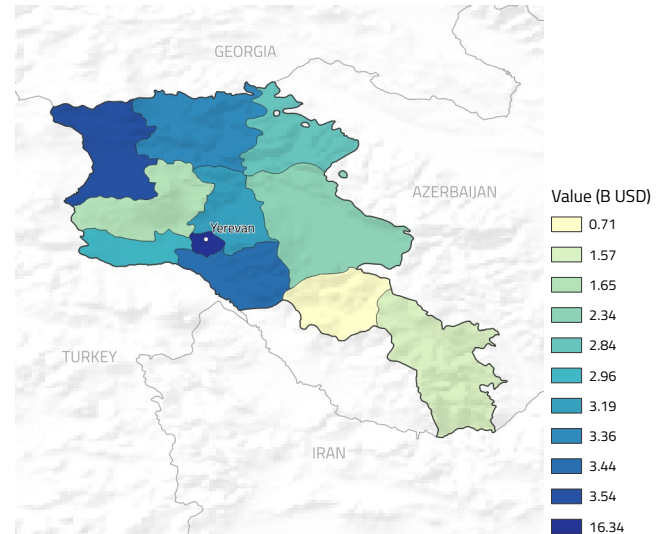 GEORGIA
AZERBAIJAN
Yerevan
TURKEY
IRAN
Value (B USD)
0.71
1.57
1.65
2.34
2.84
2.96
3.19
3.36
3.44
3.54
16.34